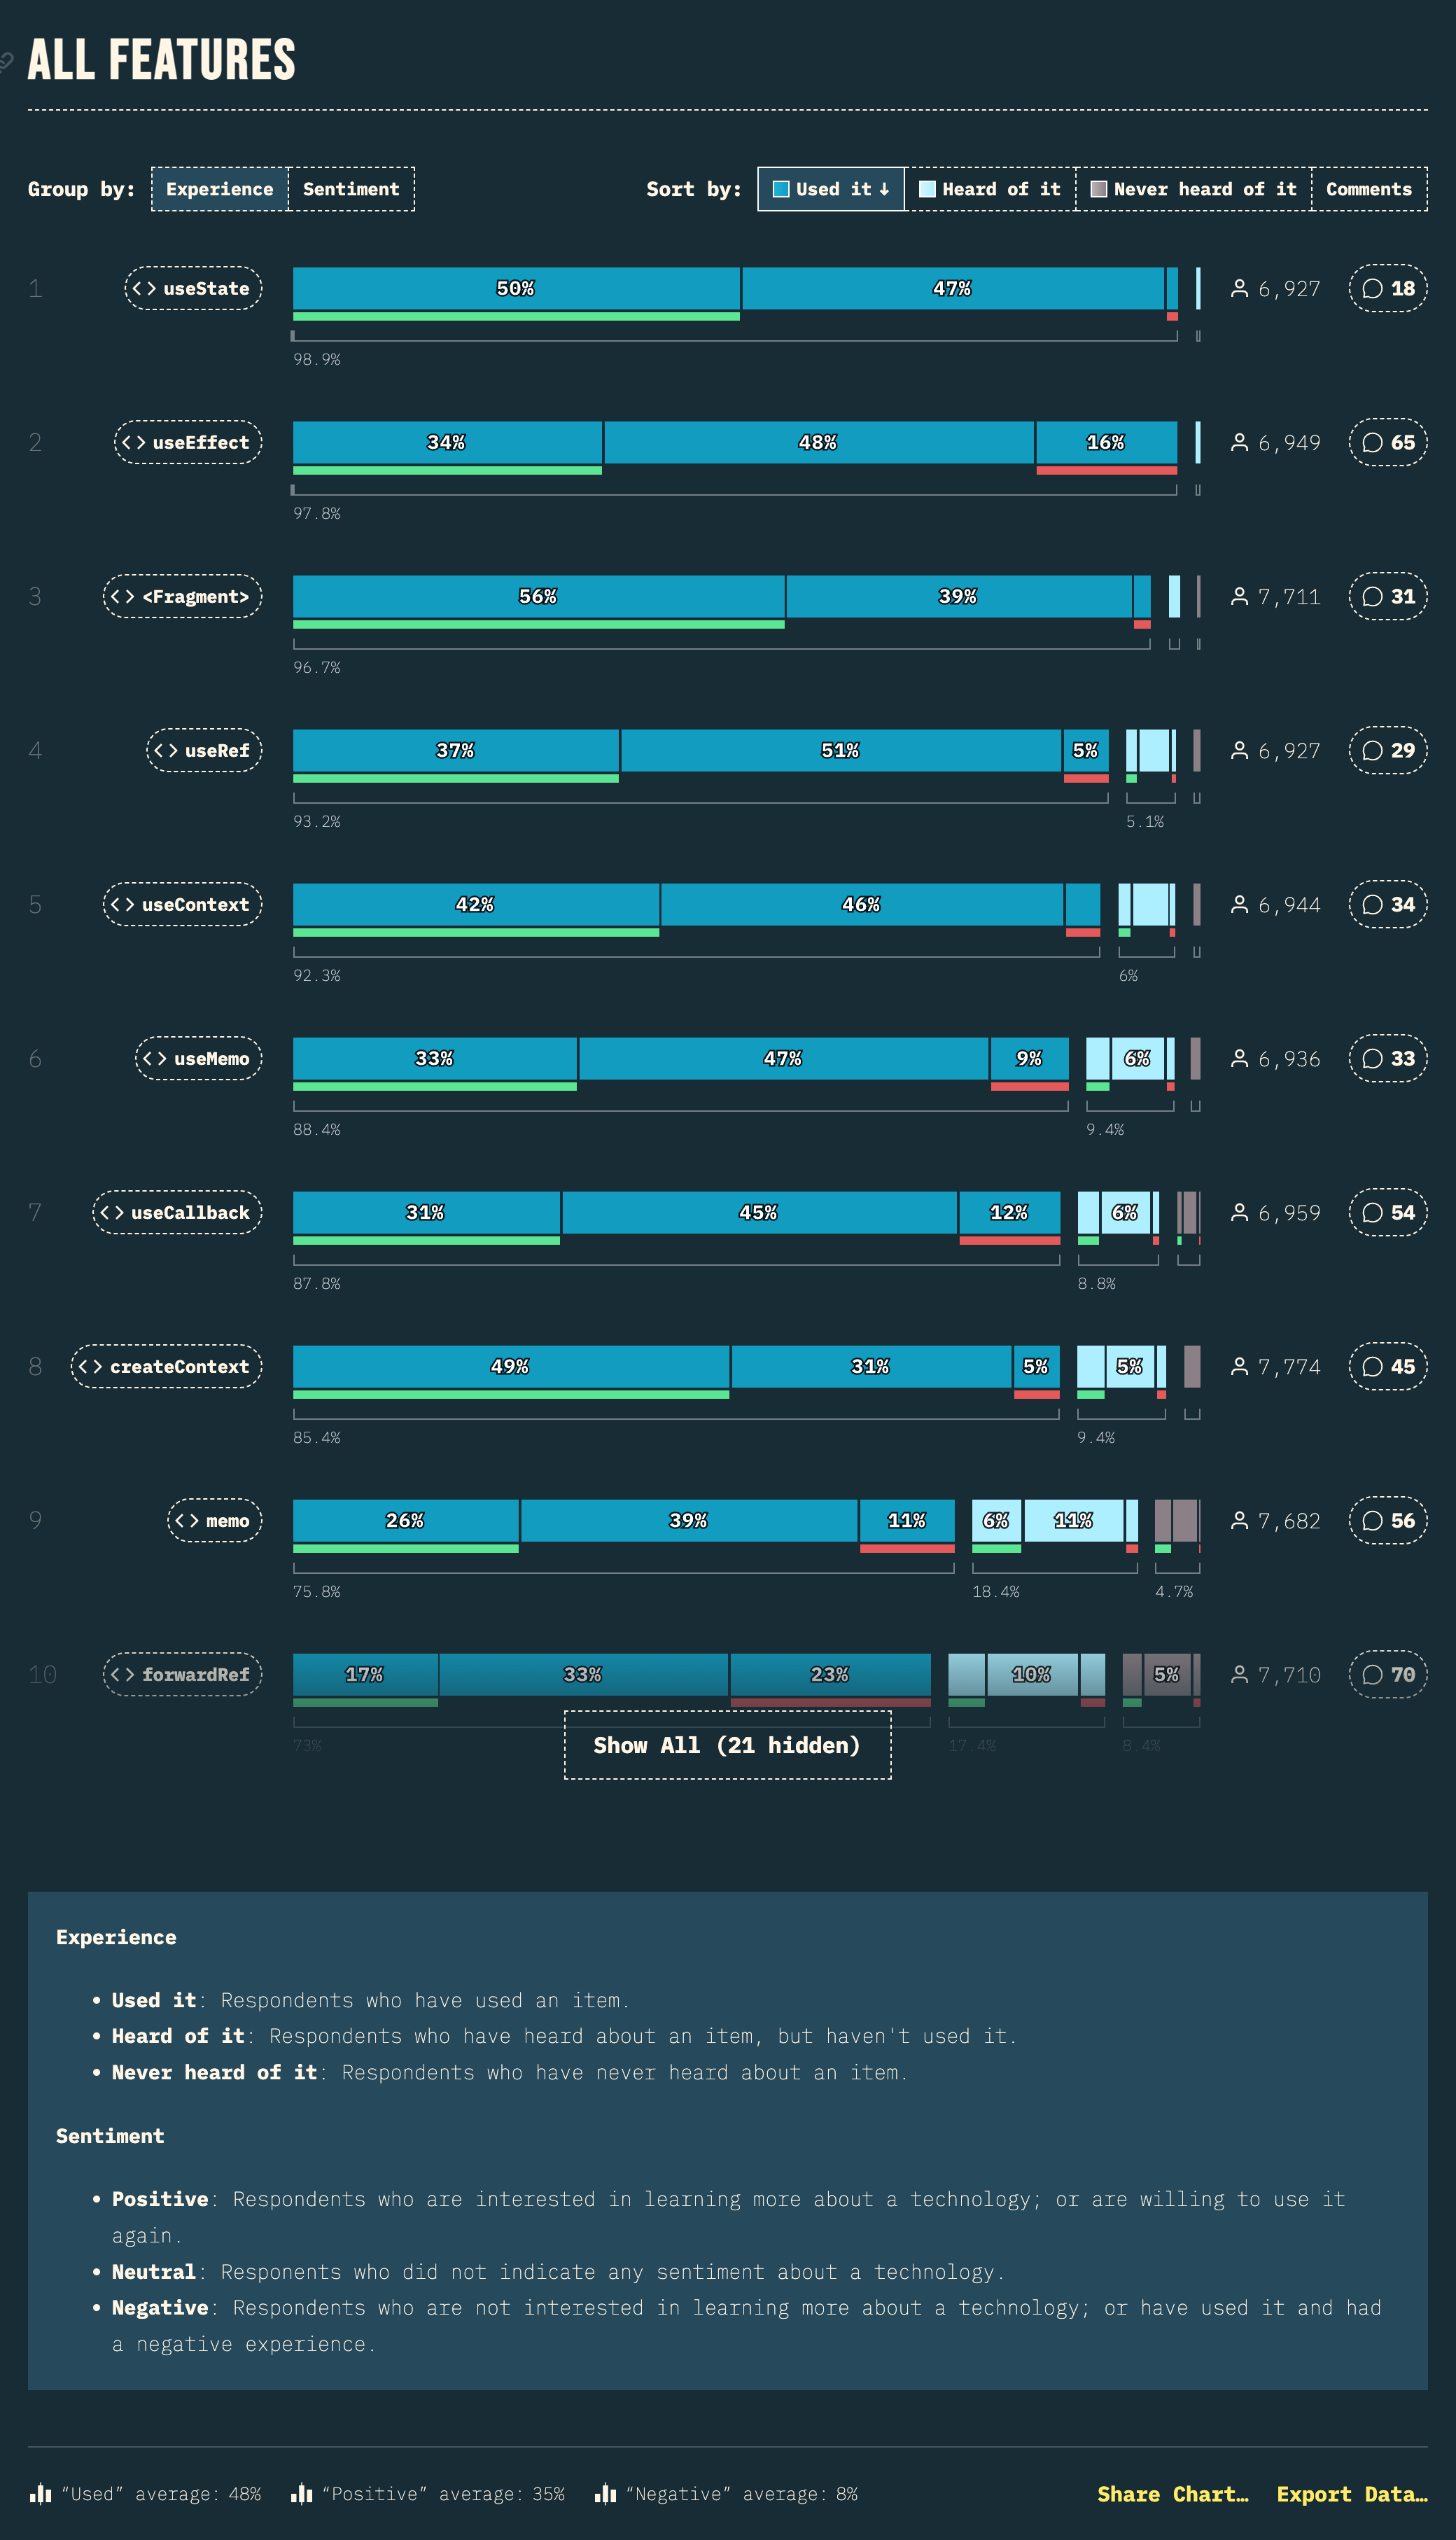 ALL FEATURES
Group by: Experience Sentiment Sort by: Used it ↓ Heard of it Never heard of it Comments
1 <> useState 50% 47% 6,927 18
98.9%
2 <> useEffect 34% 48% 16% 6,949 65
97.8%
3 <> <Fragment> 56% 39% 7,711 31
96.7%
4 <> useRef 37% 51% 5% 6,927 29
93.2% 5.1%
5 <> useContext 42% 46% 6,944 34
92.3% 6%
6 <> useMemo 33% 47% 9% 6% 6,936 33
88.4% 9.4%
7 <> useCallback 31% 45% 12% 6% 6,959 54
87.8% 8.8%
8 <> createContext 49% 31% 5% 5% 7,774 45
85.4% 9.4%
9 <> memo 26% 39% 11% 6% 11% 7,682 56
75.8% 18.4% 4.7%
10 <> forwardRef 17% 33% 23% 10% 5% 7,710 70
73% Show All (21 hidden) 17.4% 8.4%
Experience
• Used it: Respondents who have used an item.
• Heard of it: Respondents who have heard about an item, but haven't used it.
• Never heard of it: Respondents who have never heard about an item.
Sentiment
• Positive: Respondents who are interested in learning more about a technology; or are willing to use it
again.
• Neutral: Responents who did not indicate any sentiment about a technology.
• Negative: Respondents who are not interested in learning more about a technology; or have used it and had
a negative experience.
“Used” average: 48% “Positive” average: 35% “Negative” average: 8% Share Chart… Export Data…